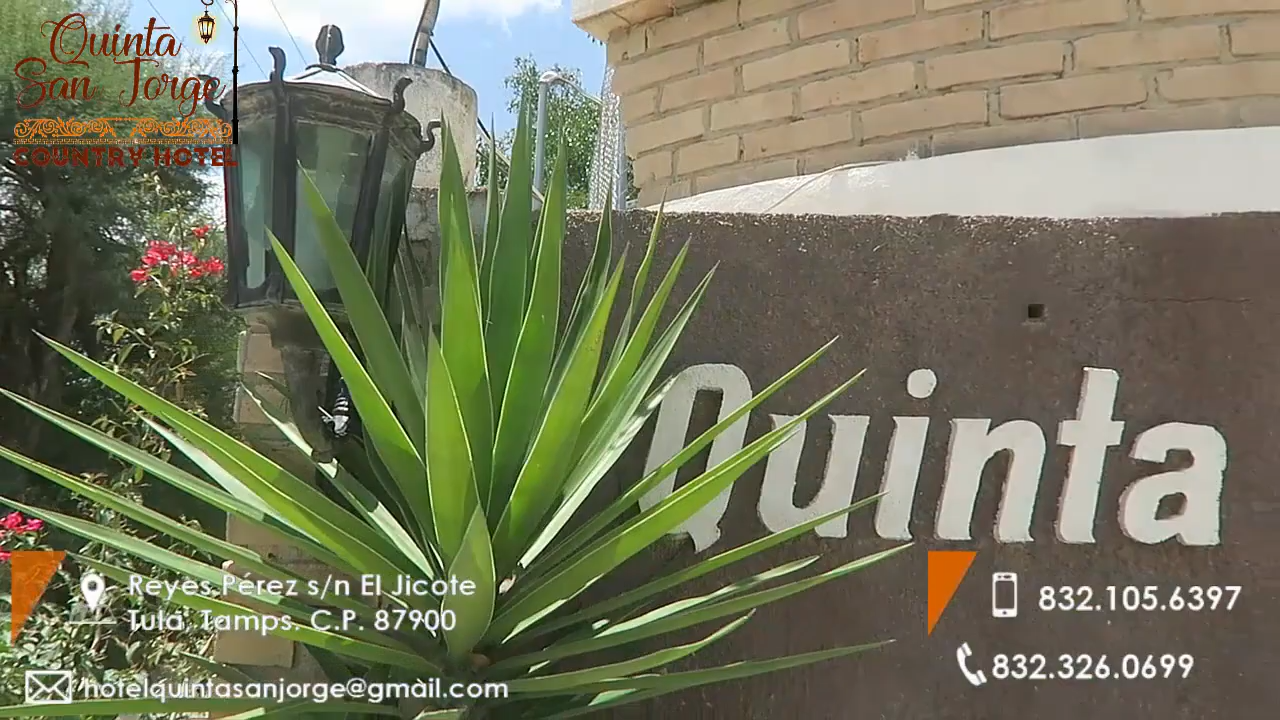 Quinta
San Jorge
COUNTRY HOTEL
Quinta
Reyes Pérez s/n El Jicote
Tula, Tamps. C.P. 87900
hotelquintasanjorge@gmail.com
832.105.6397
832.326.0699